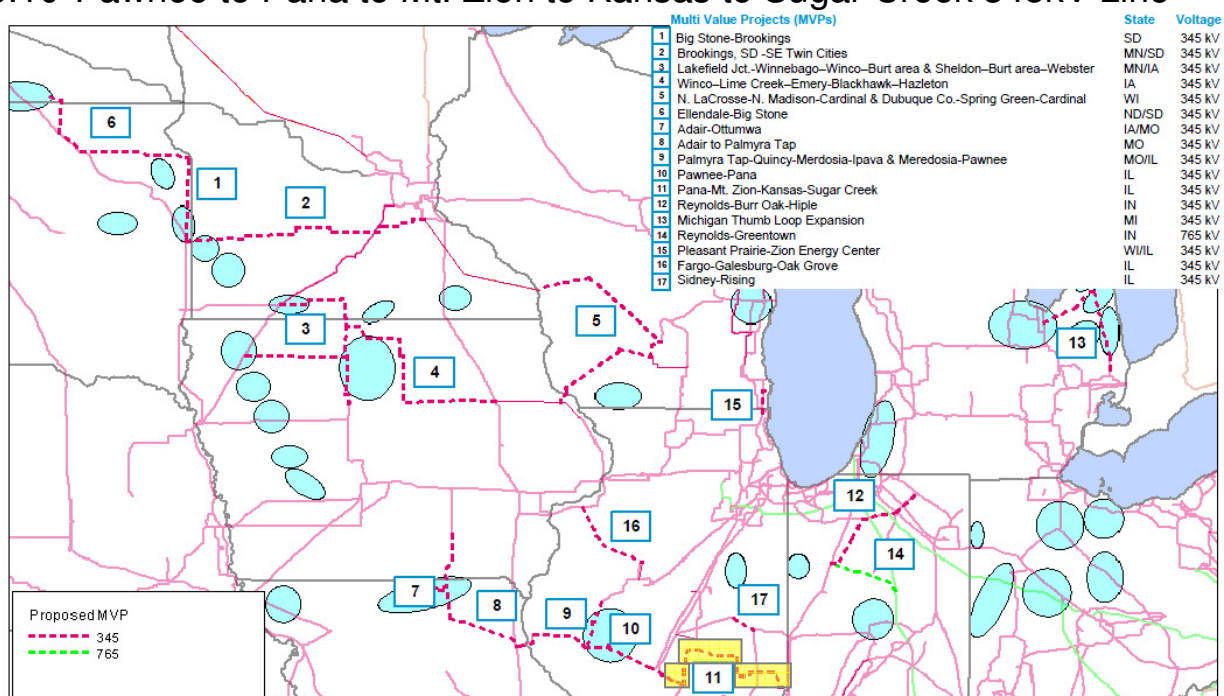 Pawnee to Pana to Mt. Zion to Kansas to Sugar Creek 345kV Line
Multi Value Projects (MVPs) State Voltage
1 Big Stone-Brookings SD 345 kV
2 Brookings, SD -SE Twin Cities MN/SD 345 kV
3 Lakefield Jct.-Winnebago–Winco–Burt area & Sheldon–Burt area–Webster MN/IA 345 kV
4 Winco–Lime Creek–Emery-Blackhawk–Hazleton IA 345 kV
5 N. LaCrosse-N. Madison-Cardinal & Dubuque Co.-Spring Green-Cardinal WI 345 kV
6 Ellendale-Big Stone ND/SD 345 kV
7 Adair-Ottumwa IA/MO 345 kV
8 Adair to Palmyra Tap MO 345 kV
9 Palmyra Tap-Quincy-Merdosia-Ipava & Meredosia-Pawnee MO/IL 345 kV
10 Pawnee-Pana IL 345 kV
11 Pana-Mt. Zion-Kansas-Sugar Creek IL 345 kV
12 Reynolds-Burr Oak-Hiple IN 345 kV
13 Michigan Thumb Loop Expansion MI 345 kV
14 Reynolds-Greentown IN 765 kV
15 Pleasant Prairie-Zion Energy Center WI/IL 345 kV
16 Fargo-Galesburg-Oak Grove IL 345 kV
17 Sidney-Rising IL 345 kV
6
1
2
3
5
13
4
15
12
16
14
7
8
9
10
17
11
Proposed MVP
345
765